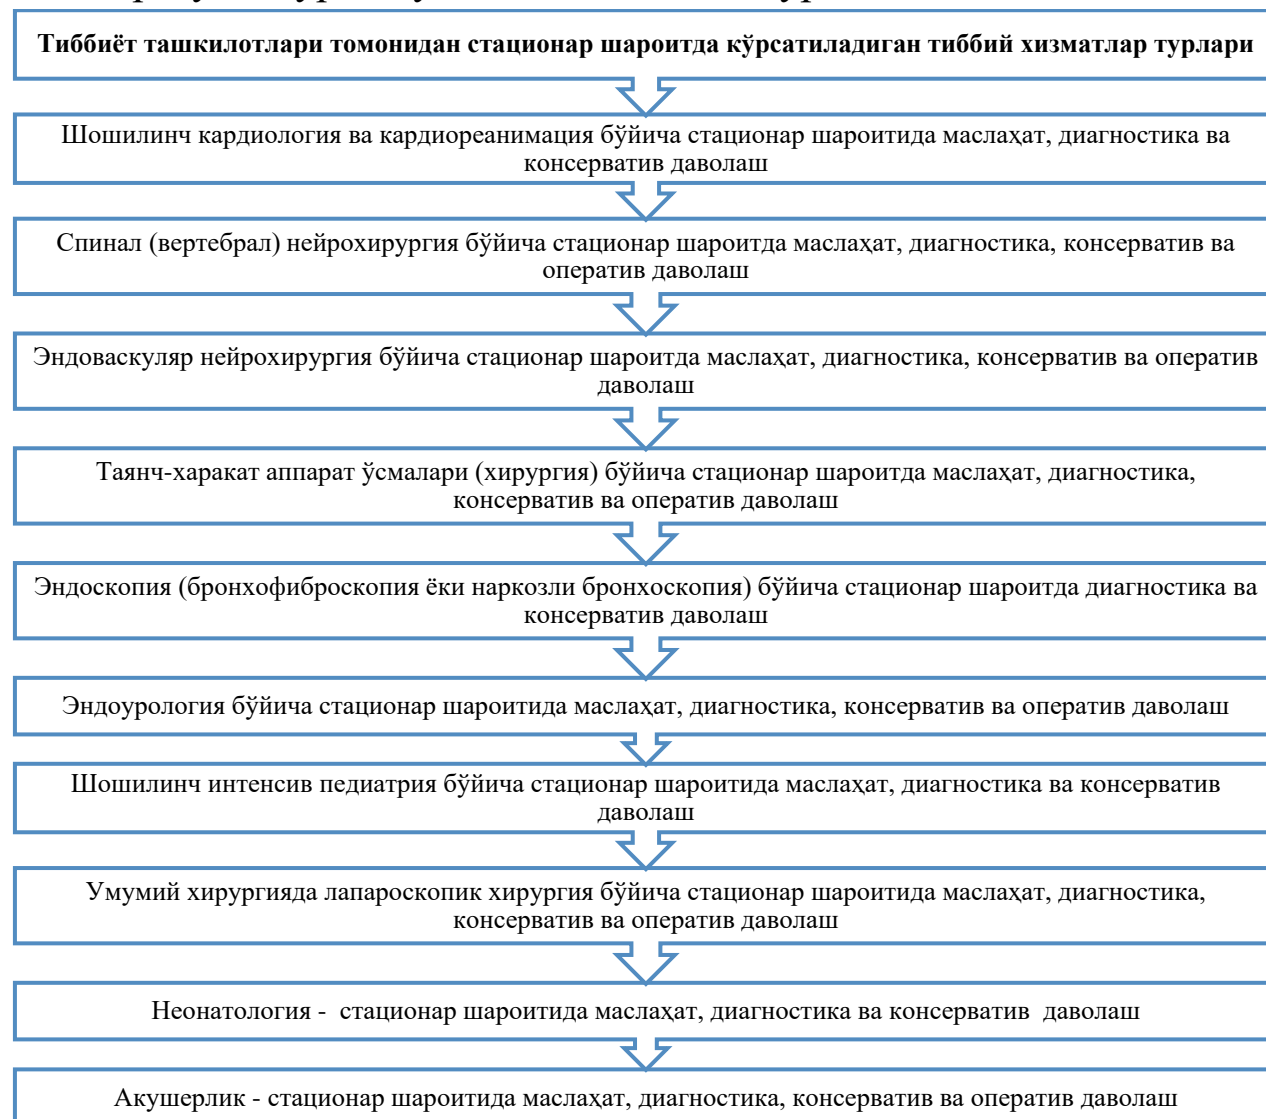 Тиббиёт ташкилотлари томонидан стационар шароитда кўрсатиладиган тиббий хизматлар турлари
Шошилинч кардиология ва кардиореанимация бўйича стационар шароитида маслаҳат, диагностика ва
консерватив даволаш
Спинал (вертебрал) нейрохирургия бўйича стационар шароитда маслаҳат, диагностика, консерватив ва
оператив даволаш
Эндоваскуляр нейрохирургия бўйича стационар шароитда маслаҳат, диагностика, консерватив ва оператив
даволаш
Таянч-харакат аппарат ўсмалари (хирургия) бўйича стационар шароитда маслаҳат, диагностика,
консерватив ва оператив даволаш
Эндоскопия (бронхофиброскопия ёки наркозли бронхоскопия) бўйича стационар шароитда диагностика ва
консерватив даволаш
Эндоурология бўйича стационар шароитида маслаҳат, диагностика, консерватив ва оператив даволаш
Шошилинч интенсив педиатрия бўйича стационар шароитида маслаҳат, диагностика ва консерватив
даволаш
Умумий хирургияда лапароскопик хирургия бўйича стационар шароитида маслаҳат, диагностика,
консерватив ва оператив даволаш
Неонатология - стационар шароитида маслаҳат, диагностика ва консерватив даволаш
Акушерлик - стационар шароитида маслаҳат, диагностика, консерватив ва оператив даволаш